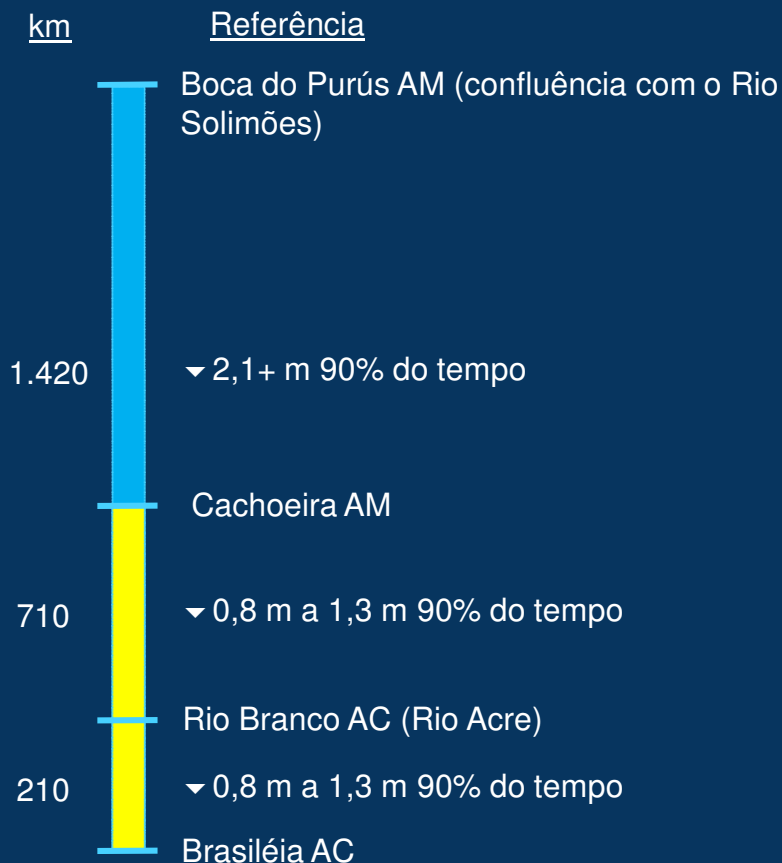 km Referência
Boca do Purús AM (confluência com o Rio
Solimões)
1.420 2,1+ m 90% do tempo
Cachoeira AM
710 0,8 m a 1,3 m 90% do tempo
Rio Branco AC (Rio Acre)
210 0,8 m a 1,3 m 90% do tempo
Brasiléia AC